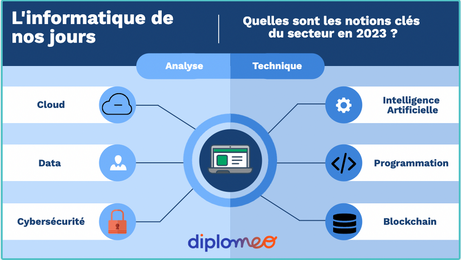 L'informatique de
nos jours
Quelles sont les notions clés
du secteur en 2023 ?
Analyse
Technique
Cloud
Intelligence
Artificielle
Data
Programmation
Cybersécurité
Blockchain
diplomeo